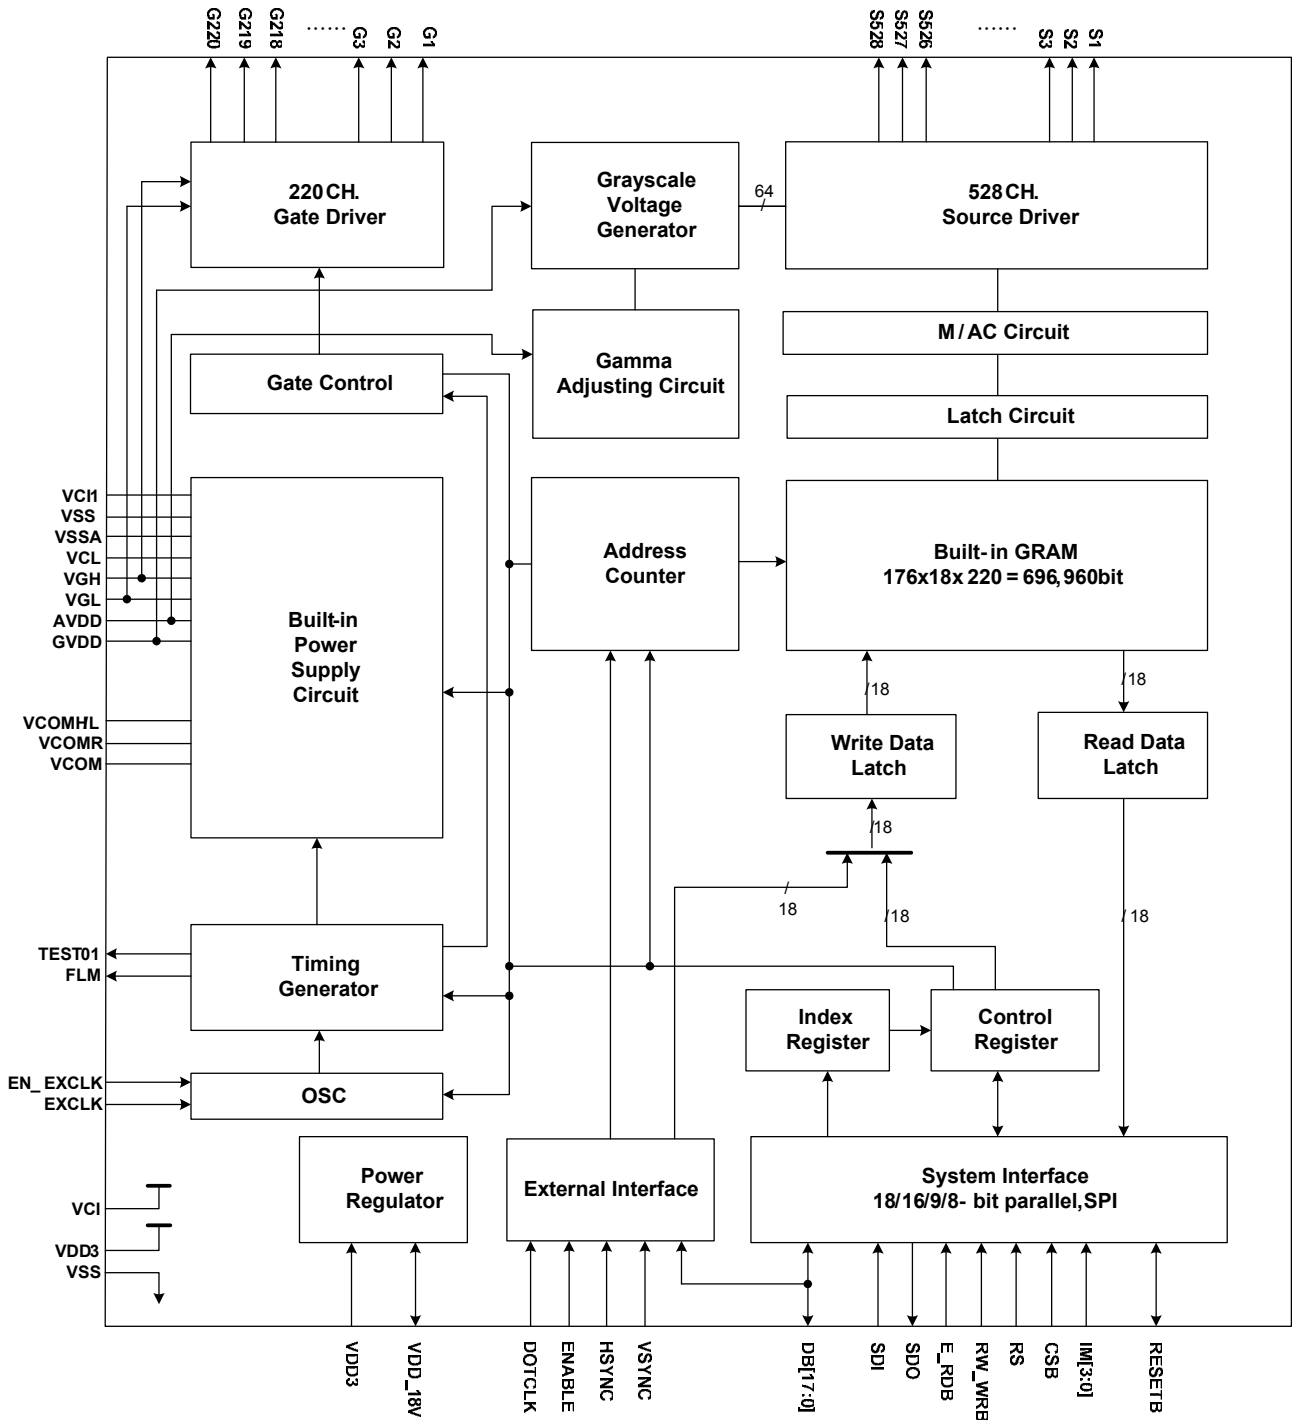 G220
G219
G218
......
G3
G2
G1
S528
S527
S526
......
S3
S2
S1
220 CH.
Gate Driver
Grayscale
Voltage
Generator
64
528 CH.
Source Driver
M / AC Circuit
Gamma
Adjusting Circuit
Gate Control
Latch Circuit
VCI1
VSS
VSSA
VCL
VGH
VGL
AVDD
GVDD
VCOMH/L
VCOMR
VCOM
Built-in
Power
Supply
Circuit
Address
Counter
Built-in GRAM
176x18x 220 = 696,960bit
/18
/18
Write Data
Latch
Read Data
Latch
/18
18
/18
/ 18
TEST01
FLM
Timing
Generator
Index
Register
Control
Register
EN_EXCLK
EXCLK
OSC
Power
Regulator
External Interface
System Interface
18/16/9/8- bit parallel,SPI
VCI
VDD3
VSS
VDD3
VDD_18V
DOTCLK
ENABLE
HSYNC
VSYNC
DB[17:0]
SDI
SDO
E_RDB
RW_WRB
RS
CSB
IM[3:0]
RESETB